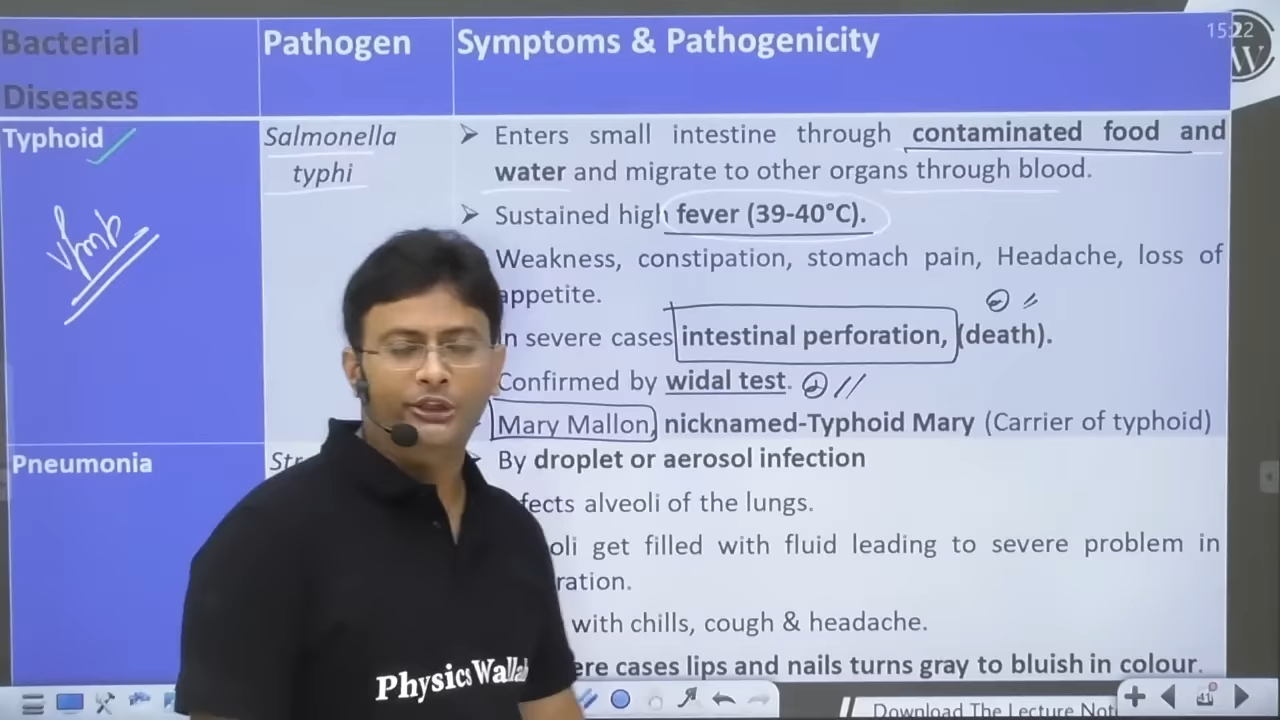 15:22
W
Bacterial
Diseases
Pathogen
Symptoms & Pathogenicity
Typhoid
Salmonella
typhi
➤ Enters small intestine through contaminated food and
water and migrate to other organs through blood.
➤ Sustained high fever (39-40°C).
Weakness, constipation, stomach pain, Headache, loss of
appetite.
n severe cases intestinal perforation, (death).
Confirmed by widal test.
Mary Mallon, nicknamed-Typhoid Mary (Carrier of typhoid)
Pneumonia
Str
By droplet or aerosol infection
fects alveoli of the lungs.
oli get filled with fluid leading to severe problem in
ration.
with chills, cough & headache.
ere cases lips and nails turns gray to bluish in colour.
Physics Wallah
41
Download The Lecture Not